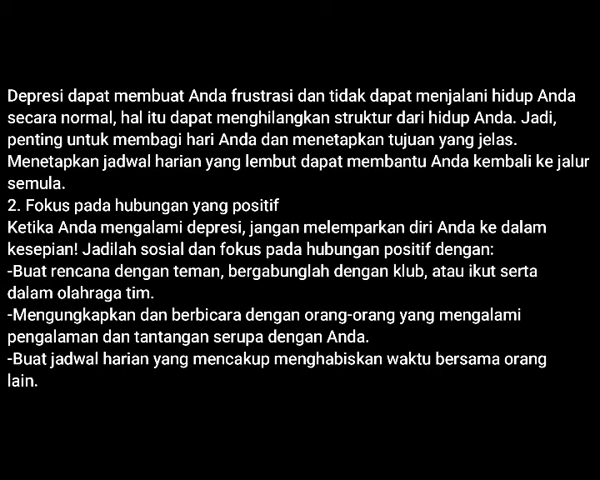 Depresi dapat membuat Anda frustrasi dan tidak dapat menjalani hidup Anda
secara normal, hal itu dapat menghilangkan struktur dari hidup Anda. Jadi,
penting untuk membagi hari Anda dan menetapkan tujuan yang jelas.
Menetapkan jadwal harian yang lembut dapat membantu Anda kembali ke jalur
semula.
2. Fokus pada hubungan yang positif
Ketika Anda mengalami depresi, jangan melemparkan diri Anda ke dalam
kesepian! Jadilah sosial dan fokus pada hubungan positif dengan:
-Buat rencana dengan teman, bergabunglah dengan klub, atau ikut serta
dalam olahraga tim.
-Mengungkapkan dan berbicara dengan orang-orang yang mengalami
pengalaman dan tantangan serupa dengan Anda.
-Buat jadwal harian yang mencakup menghabiskan waktu bersama orang
lain.